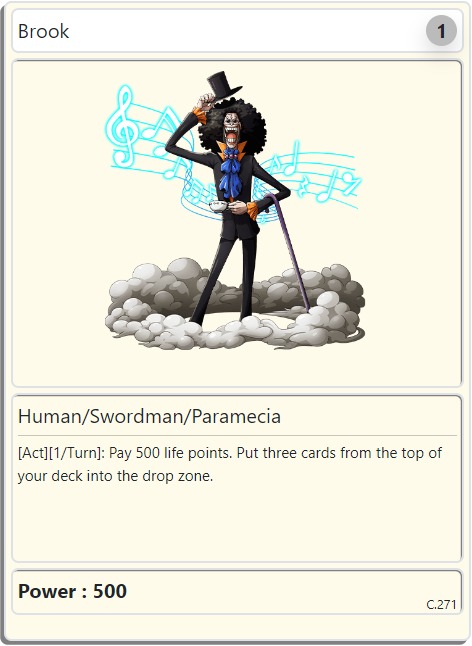 Brook
1
Human/Swordman/Paramecia
[Act][1/Turn]: Pay 500 life points. Put three cards from the top of
your deck into the drop zone.
Power : 500
C.271